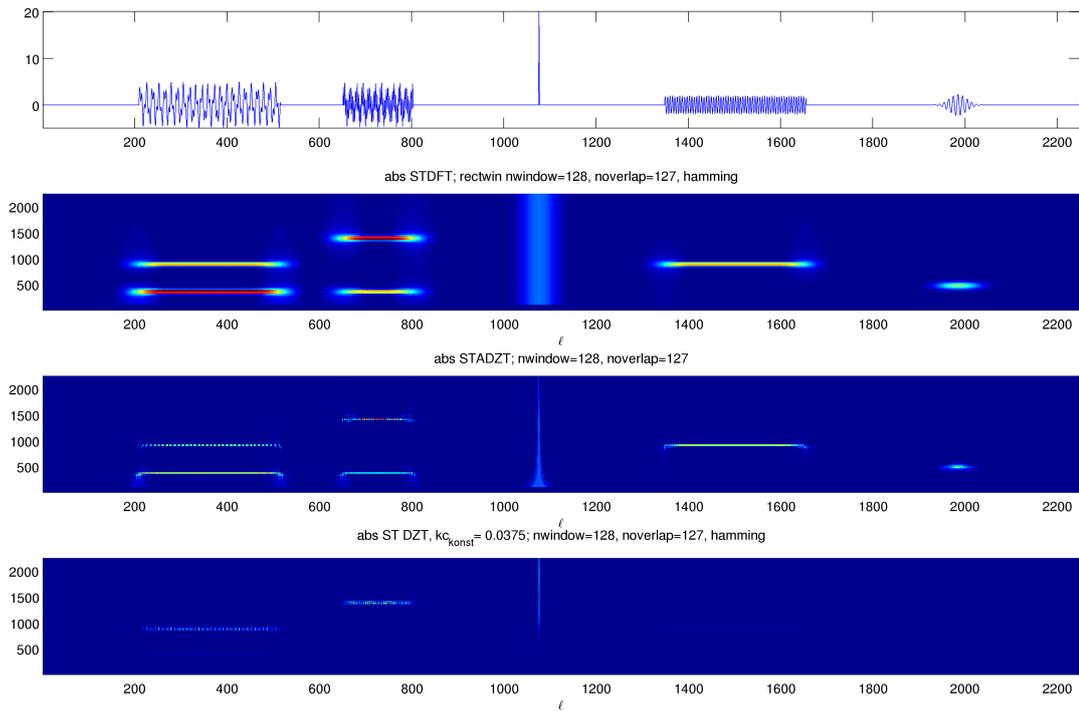 20
10
0
200 400 600 800 1000 1200 1400 1600 1800 2000 2200
abs STDFT; rectwin nwindow=128, noverlap=127, hamming
2000
1500
1000
500
200 400 600 800 1000 1200 1400 1600 1800 2000 2200
ℓ
abs STADZT; nwindow=128, noverlap=127
2000
1500
1000
500
200 400 600 800 1000 1200 1400 1600 1800 2000 2200
ℓ
abs ST DZT, kc_konst= 0.0375; nwindow=128, noverlap=127, hamming
2000
1500
1000
500
200 400 600 800 1000 1200 1400 1600 1800 2000 2200
ℓ